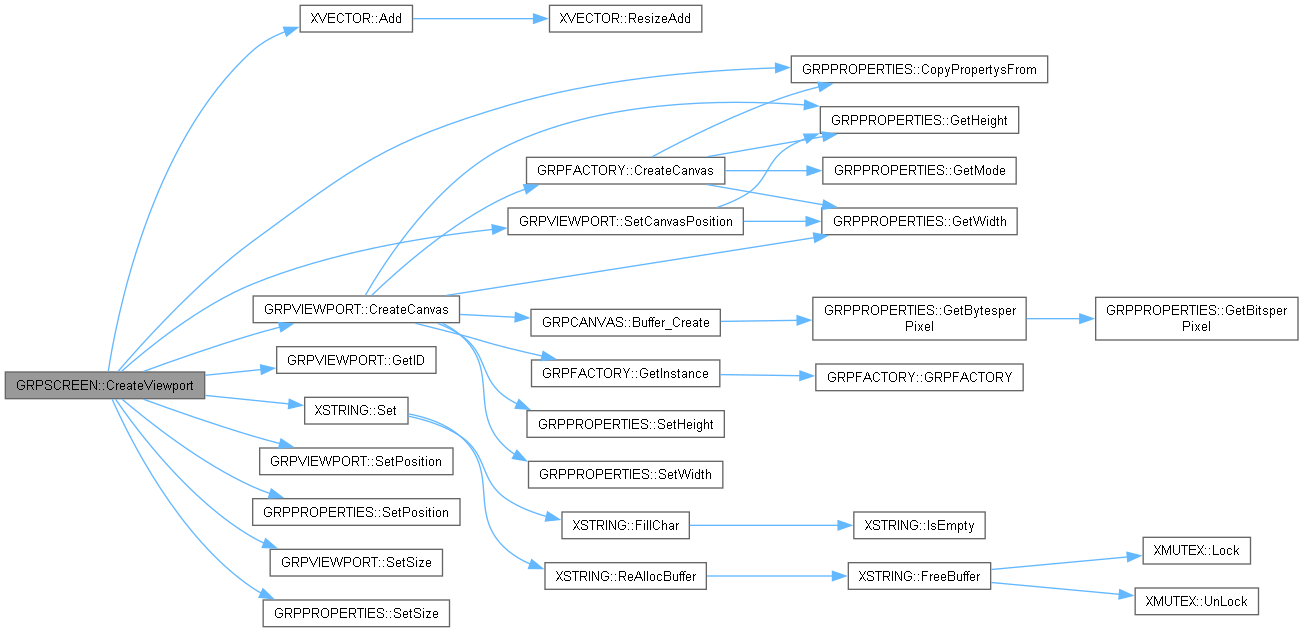 XVECTOR::Add
XVECTOR::ResizeAdd
GRPPROPERTIES::CopyPropertysFrom
GRPPROPERTIES::GetHeight
GRPFACTORY::CreateCanvas
GRPPROPERTIES::GetMode
GRPVIEWPORT::SetCanvasPosition
GRPPROPERTIES::GetWidth
GRPVIEWPORT::CreateCanvas
GRPCANVAS::Buffer_Create
GRPPROPERTIES::GetBytesper
Pixel
GRPPROPERTIES::GetBitsper
Pixel
GRPVIEWPORT::GetID
GRPFACTORY::GetInstance
GRPFACTORY::GRPFACTORY
GRPSCREEN::CreateViewport
XSTRING::Set
GRPPROPERTIES::SetHeight
GRPVIEWPORT::SetPosition
GRPPROPERTIES::SetWidth
GRPPROPERTIES::SetPosition
XSTRING::FillChar
XSTRING::IsEmpty
GRPVIEWPORT::SetSize
XSTRING::ReAllocBuffer
XSTRING::FreeBuffer
XMUTEX::Lock
XMUTEX::UnLock
GRPPROPERTIES::SetSize